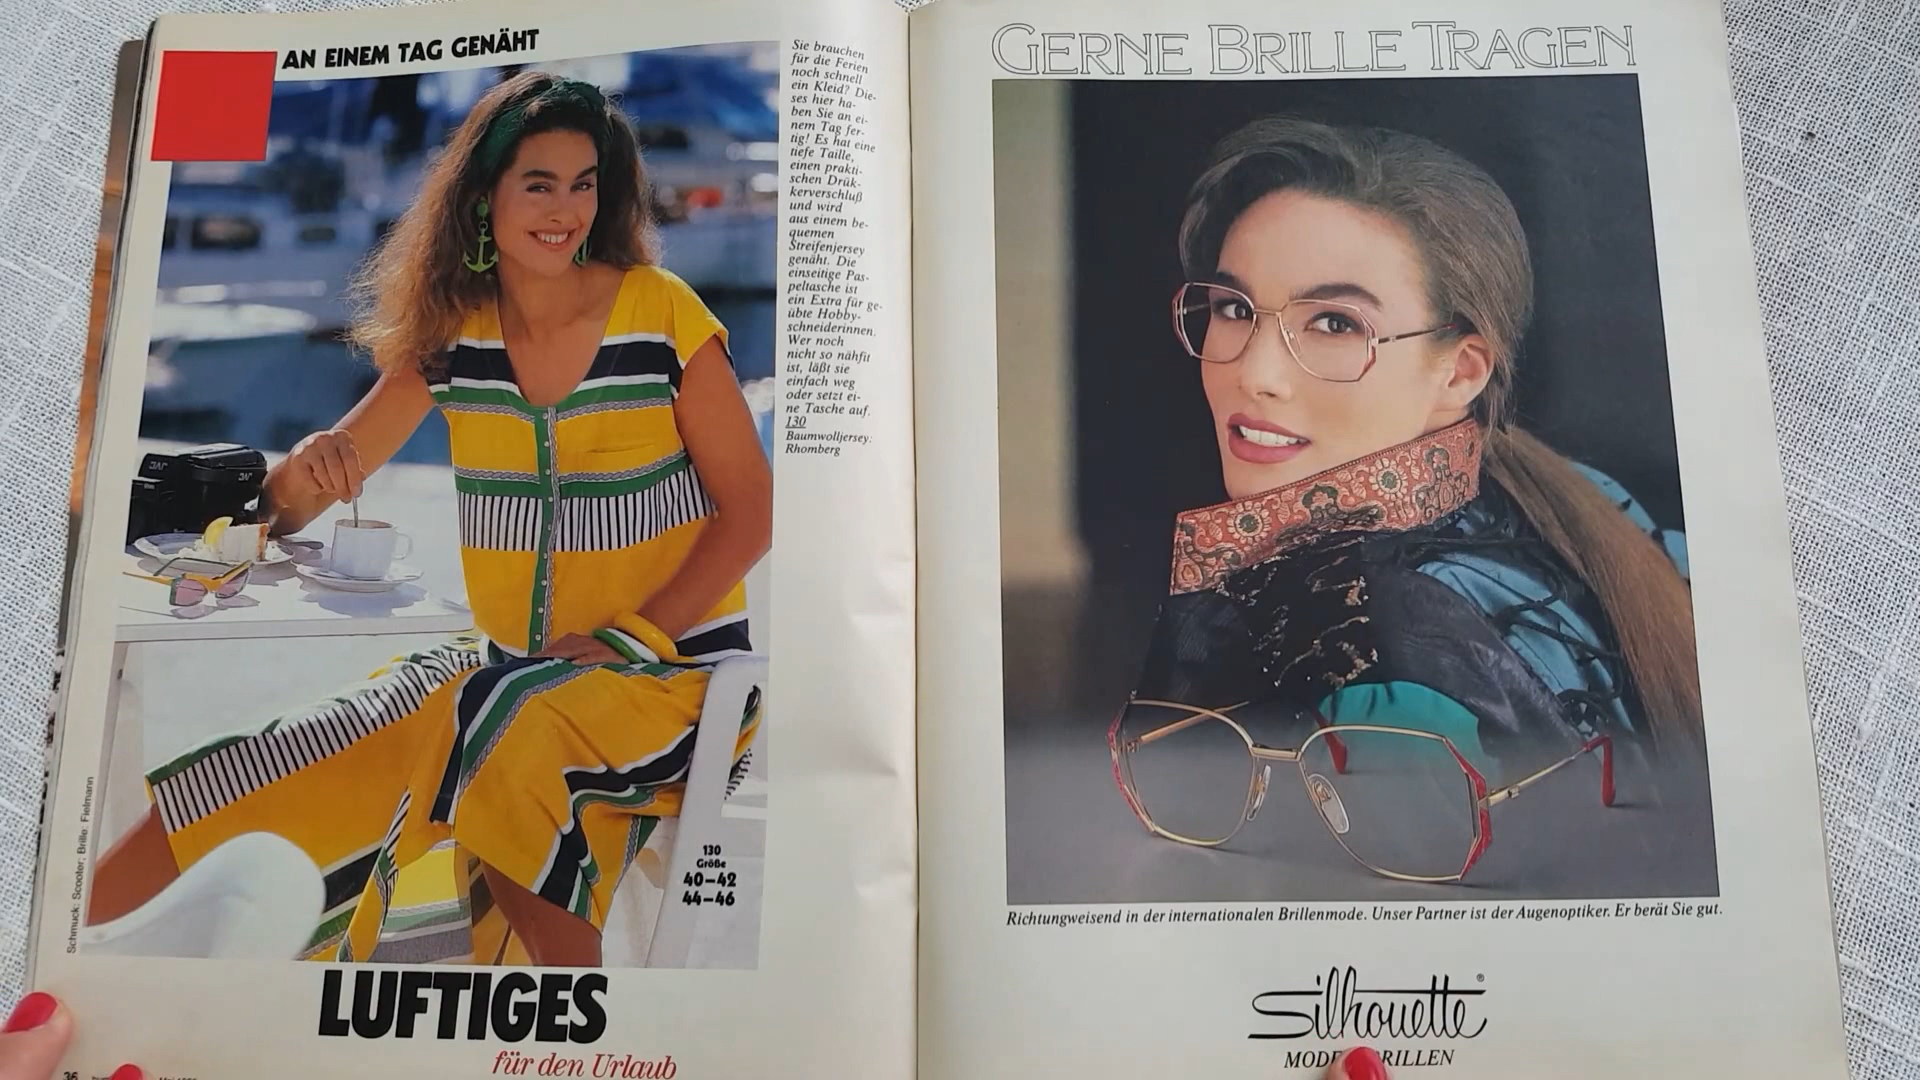 AN EINEM TAG GENÄHT
Sie brauchen
für die Ferien
noch schnell
ein Kleid? Die-
ses hier ha-
ben Sie an ei-
nem Tag fer-
tig! Es hat eine
tiefe Taille,
einen prakti-
schen Drük-
kerverschluß
und wird
aus einem be-
quemen
Streifenjersey
genäht. Die
einseitige Pas-
peltasche ist
ein Extra für ge-
übte Hobby-
schneiderinnen.
Wer noch
nicht so nähfit
ist, läßt sie
einfach weg
oder setzt ei-
ne Tasche auf.
130
Baumwolljersey:
Rhomberg
JVC
JVC
Schmuck: Scooter; Brille: Fielmann
130
Größe
40–42
44–46
LUFTIGES
für den Urlaub
36
GERNE BRILLE TRAGEN
Richtungweisend in der internationalen Brillenmode. Unser Partner ist der Augenoptiker. Er berät Sie gut.
Silhouette®